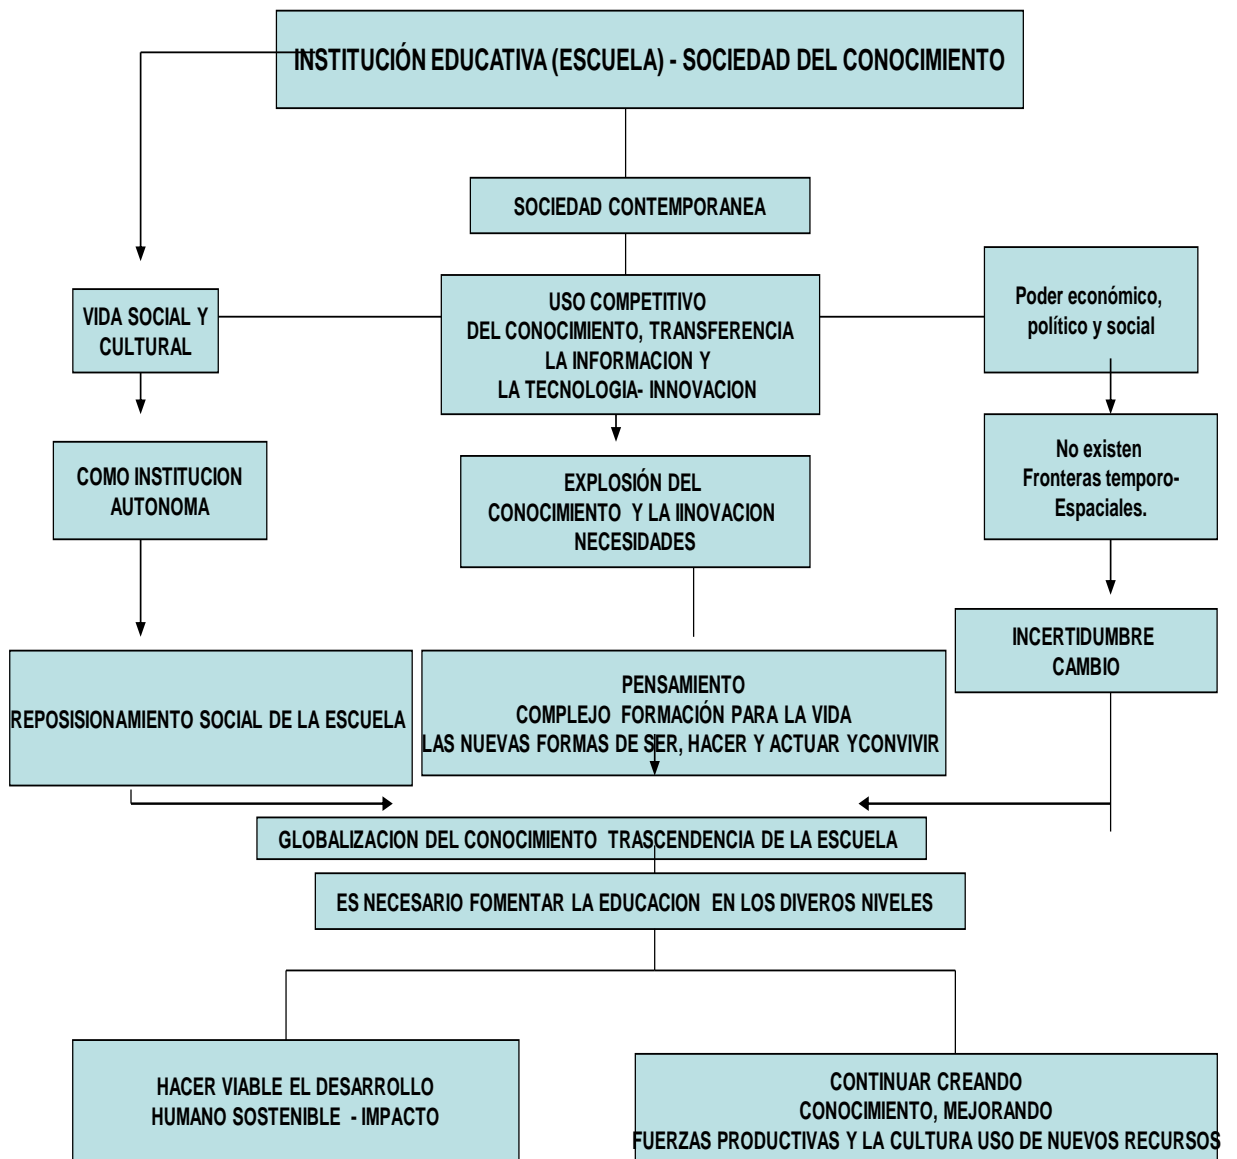 INSTITUCIÓN EDUCATIVA (ESCUELA) - SOCIEDAD DEL CONOCIMIENTO
SOCIEDAD CONTEMPORANEA
VIDA SOCIAL Y
CULTURAL
USO COMPETITIVO
DEL CONOCIMIENTO, TRANSFERENCIA
LA INFORMACION Y
LA TECNOLOGIA- INNOVACION
Poder económico,
político y social
COMO INSTITUCION
AUTONOMA
EXPLOSIÓN DEL
CONOCIMIENTO Y LA IINOVACION
NECESIDADES
No existen
Fronteras temporo-
Espaciales.
REPOSISIONAMIENTO SOCIAL DE LA ESCUELA
PENSAMIENTO
COMPLEJO FORMACIÓN PARA LA VIDA
LAS NUEVAS FORMAS DE SER, HACER Y ACTUAR YCONVIVIR
INCERTIDUMBRE
CAMBIO
GLOBALIZACION DEL CONOCIMIENTO TRASCENDENCIA DE LA ESCUELA
ES NECESARIO FOMENTAR LA EDUCACION EN LOS DIVEROS NIVELES
HACER VIABLE EL DESARROLLO
HUMANO SOSTENIBLE - IMPACTO
CONTINUAR CREANDO
CONOCIMIENTO, MEJORANDO
FUERZAS PRODUCTIVAS Y LA CULTURA USO DE NUEVOS RECURSOS